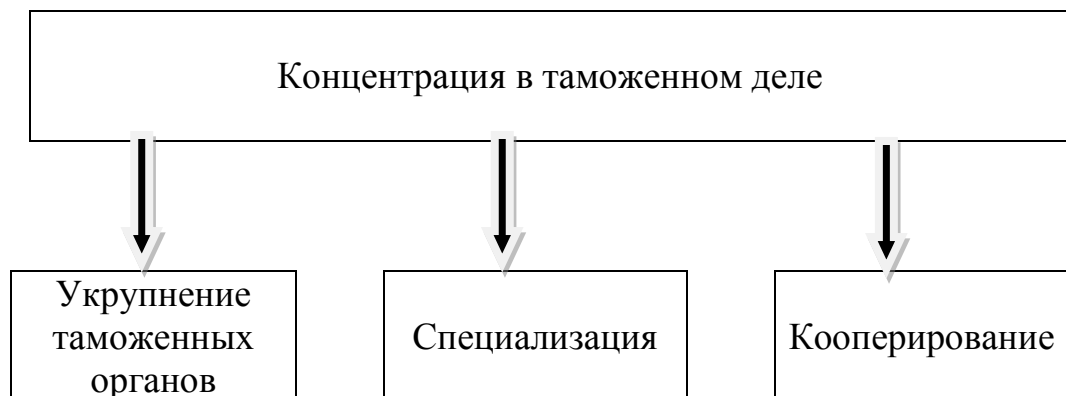 Концентрация в таможенном деле
Укрупнение
таможенных
органов
Специализация
Кооперирование